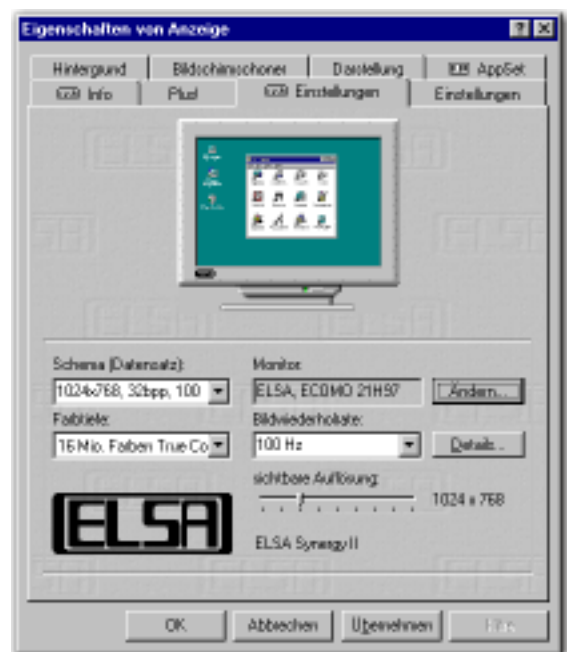 Eigenschaften von Anzeige
Hintergrund Bildschirmschoner Darstellung AppSet
Info Plus! Einstellungen Einstellungen
Schema (Datensatz): Monitor:
1024x768, 32bpp, 100 ELSA, ECOMO 21H97 Ändern...
Farbtiefe: Bildwiederholrate:
16 Mio. Farben True Co 100 Hz Details...
sichtbare Auflösung:
1024 x 768
ELSA
ELSA Synergy II
OK Abbrechen Übernehmen Hilfe